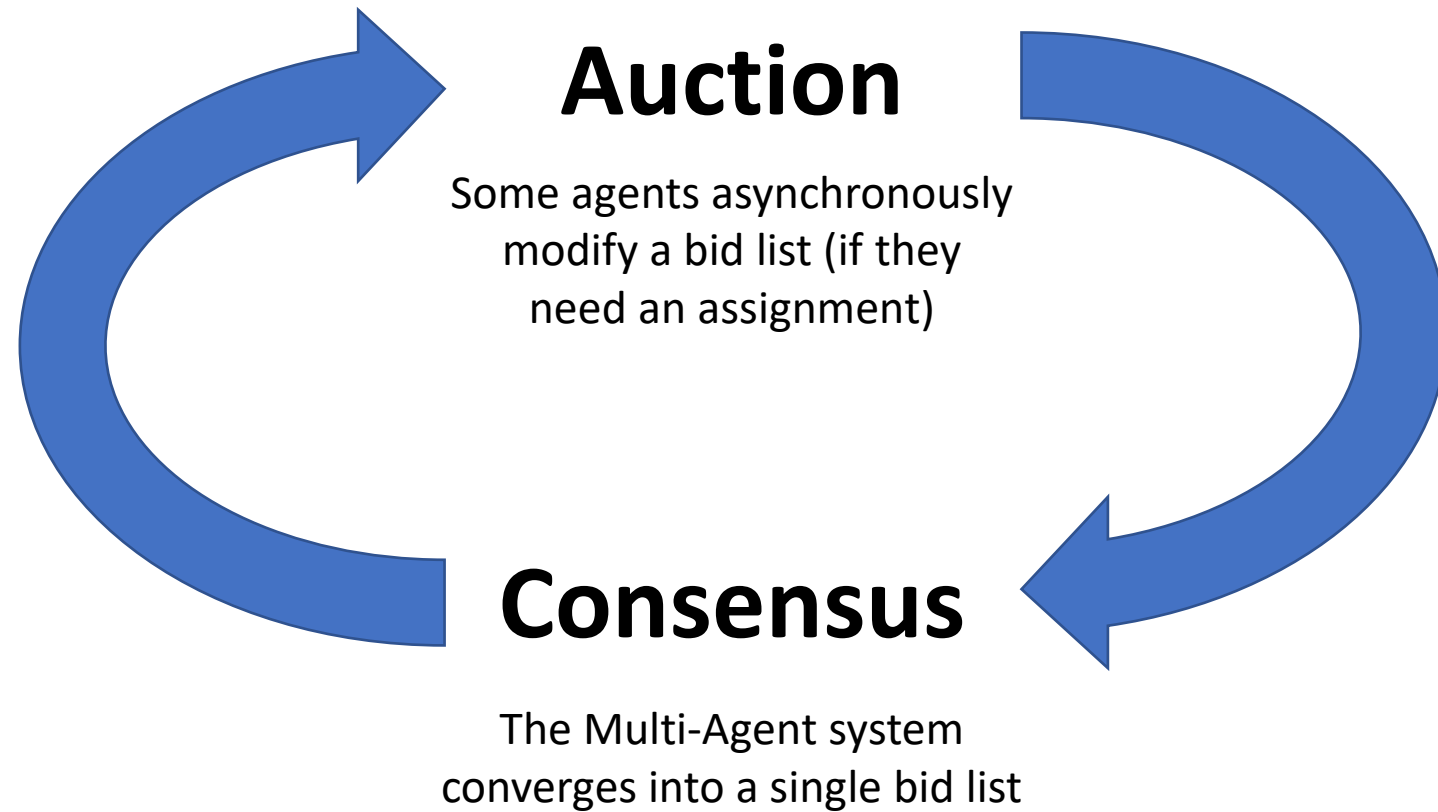 Auction
Some agents asynchronously
modify a bid list (if they
need an assignment)
Consensus
The Multi-Agent system
converges into a single bid list